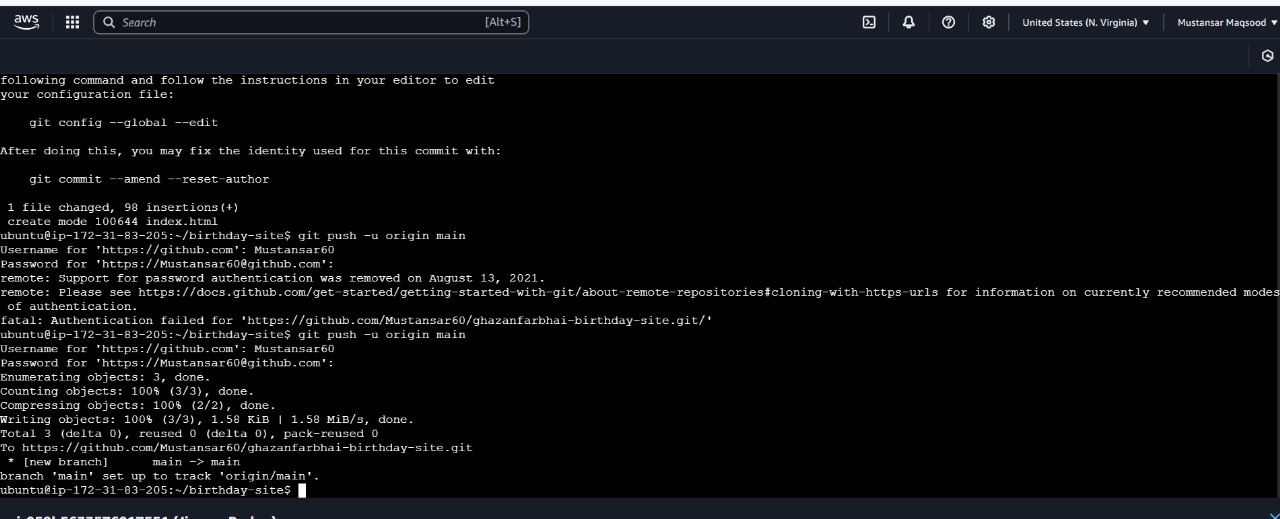 aws
Search [Alt+S]
United States (N. Virginia) ▼
Mustansar Maqsood ▼
following command and follow the instructions in your editor to edit
your configuration file:
git config --global --edit
After doing this, you may fix the identity used for this commit with:
git commit --amend --reset-author
1 file changed, 98 insertions(+)
create mode 100644 index.html
ubuntu@ip-172-31-83-205:~/birthday-site$ git push -u origin main
Username for 'https://github.com': Mustansar60
Password for 'https://Mustansar60@github.com':
remote: Support for password authentication was removed on August 13, 2021.
remote: Please see https://docs.github.com/get-started/getting-started-with-git/about-remote-repositories#cloning-with-https-urls for information on currently recommended modes
of authentication.
fatal: Authentication failed for 'https://github.com/Mustansar60/ghazanfarbhai-birthday-site.git/'
ubuntu@ip-172-31-83-205:~/birthday-site$ git push -u origin main
Username for 'https://github.com': Mustansar60
Password for 'https://Mustansar60@github.com':
Enumerating objects: 3, done.
Counting objects: 100% (3/3), done.
Compressing objects: 100% (2/2), done.
Writing objects: 100% (3/3), 1.58 KiB | 1.58 MiB/s, done.
Total 3 (delta 0), reused 0 (delta 0), pack-reused 0
To https://github.com/Mustansar60/ghazanfarbhai-birthday-site.git
* [new branch] main -> main
branch 'main' set up to track 'origin/main'.
ubuntu@ip-172-31-83-205:~/birthday-site$